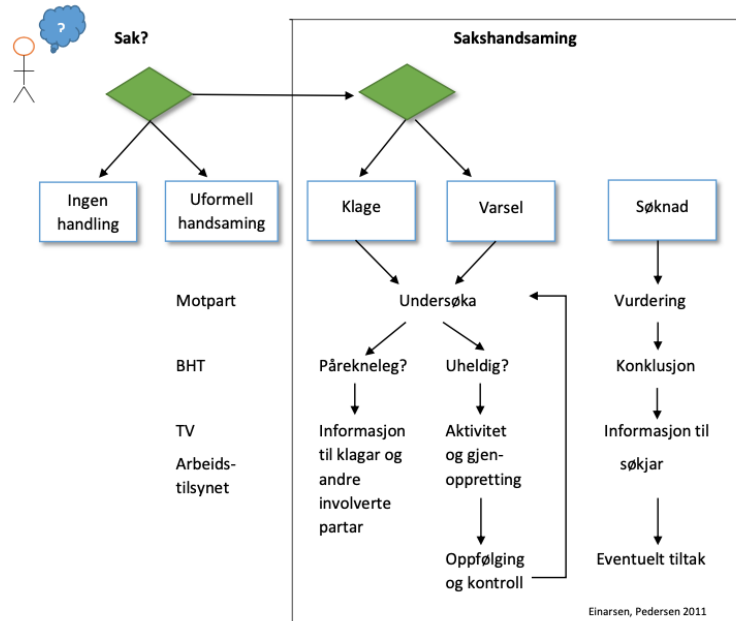 ?
Sak?
Sakshandsaming
Ingen
handling
Uformell
handsaming
Klage
Varsel
Søknad
Motpart
Undersøka
Vurdering
BHT
Pårekneleg?
Uheldig?
Konklusjon
TV
Arbeids-
tilsynet
Informasjon
til klagar og
andre
involverte
partar
Aktivitet
og gjen-
oppretting
Informasjon til
søkjar
Oppfølging
og kontroll
Eventuelt tiltak
Einarsen, Pedersen 2011